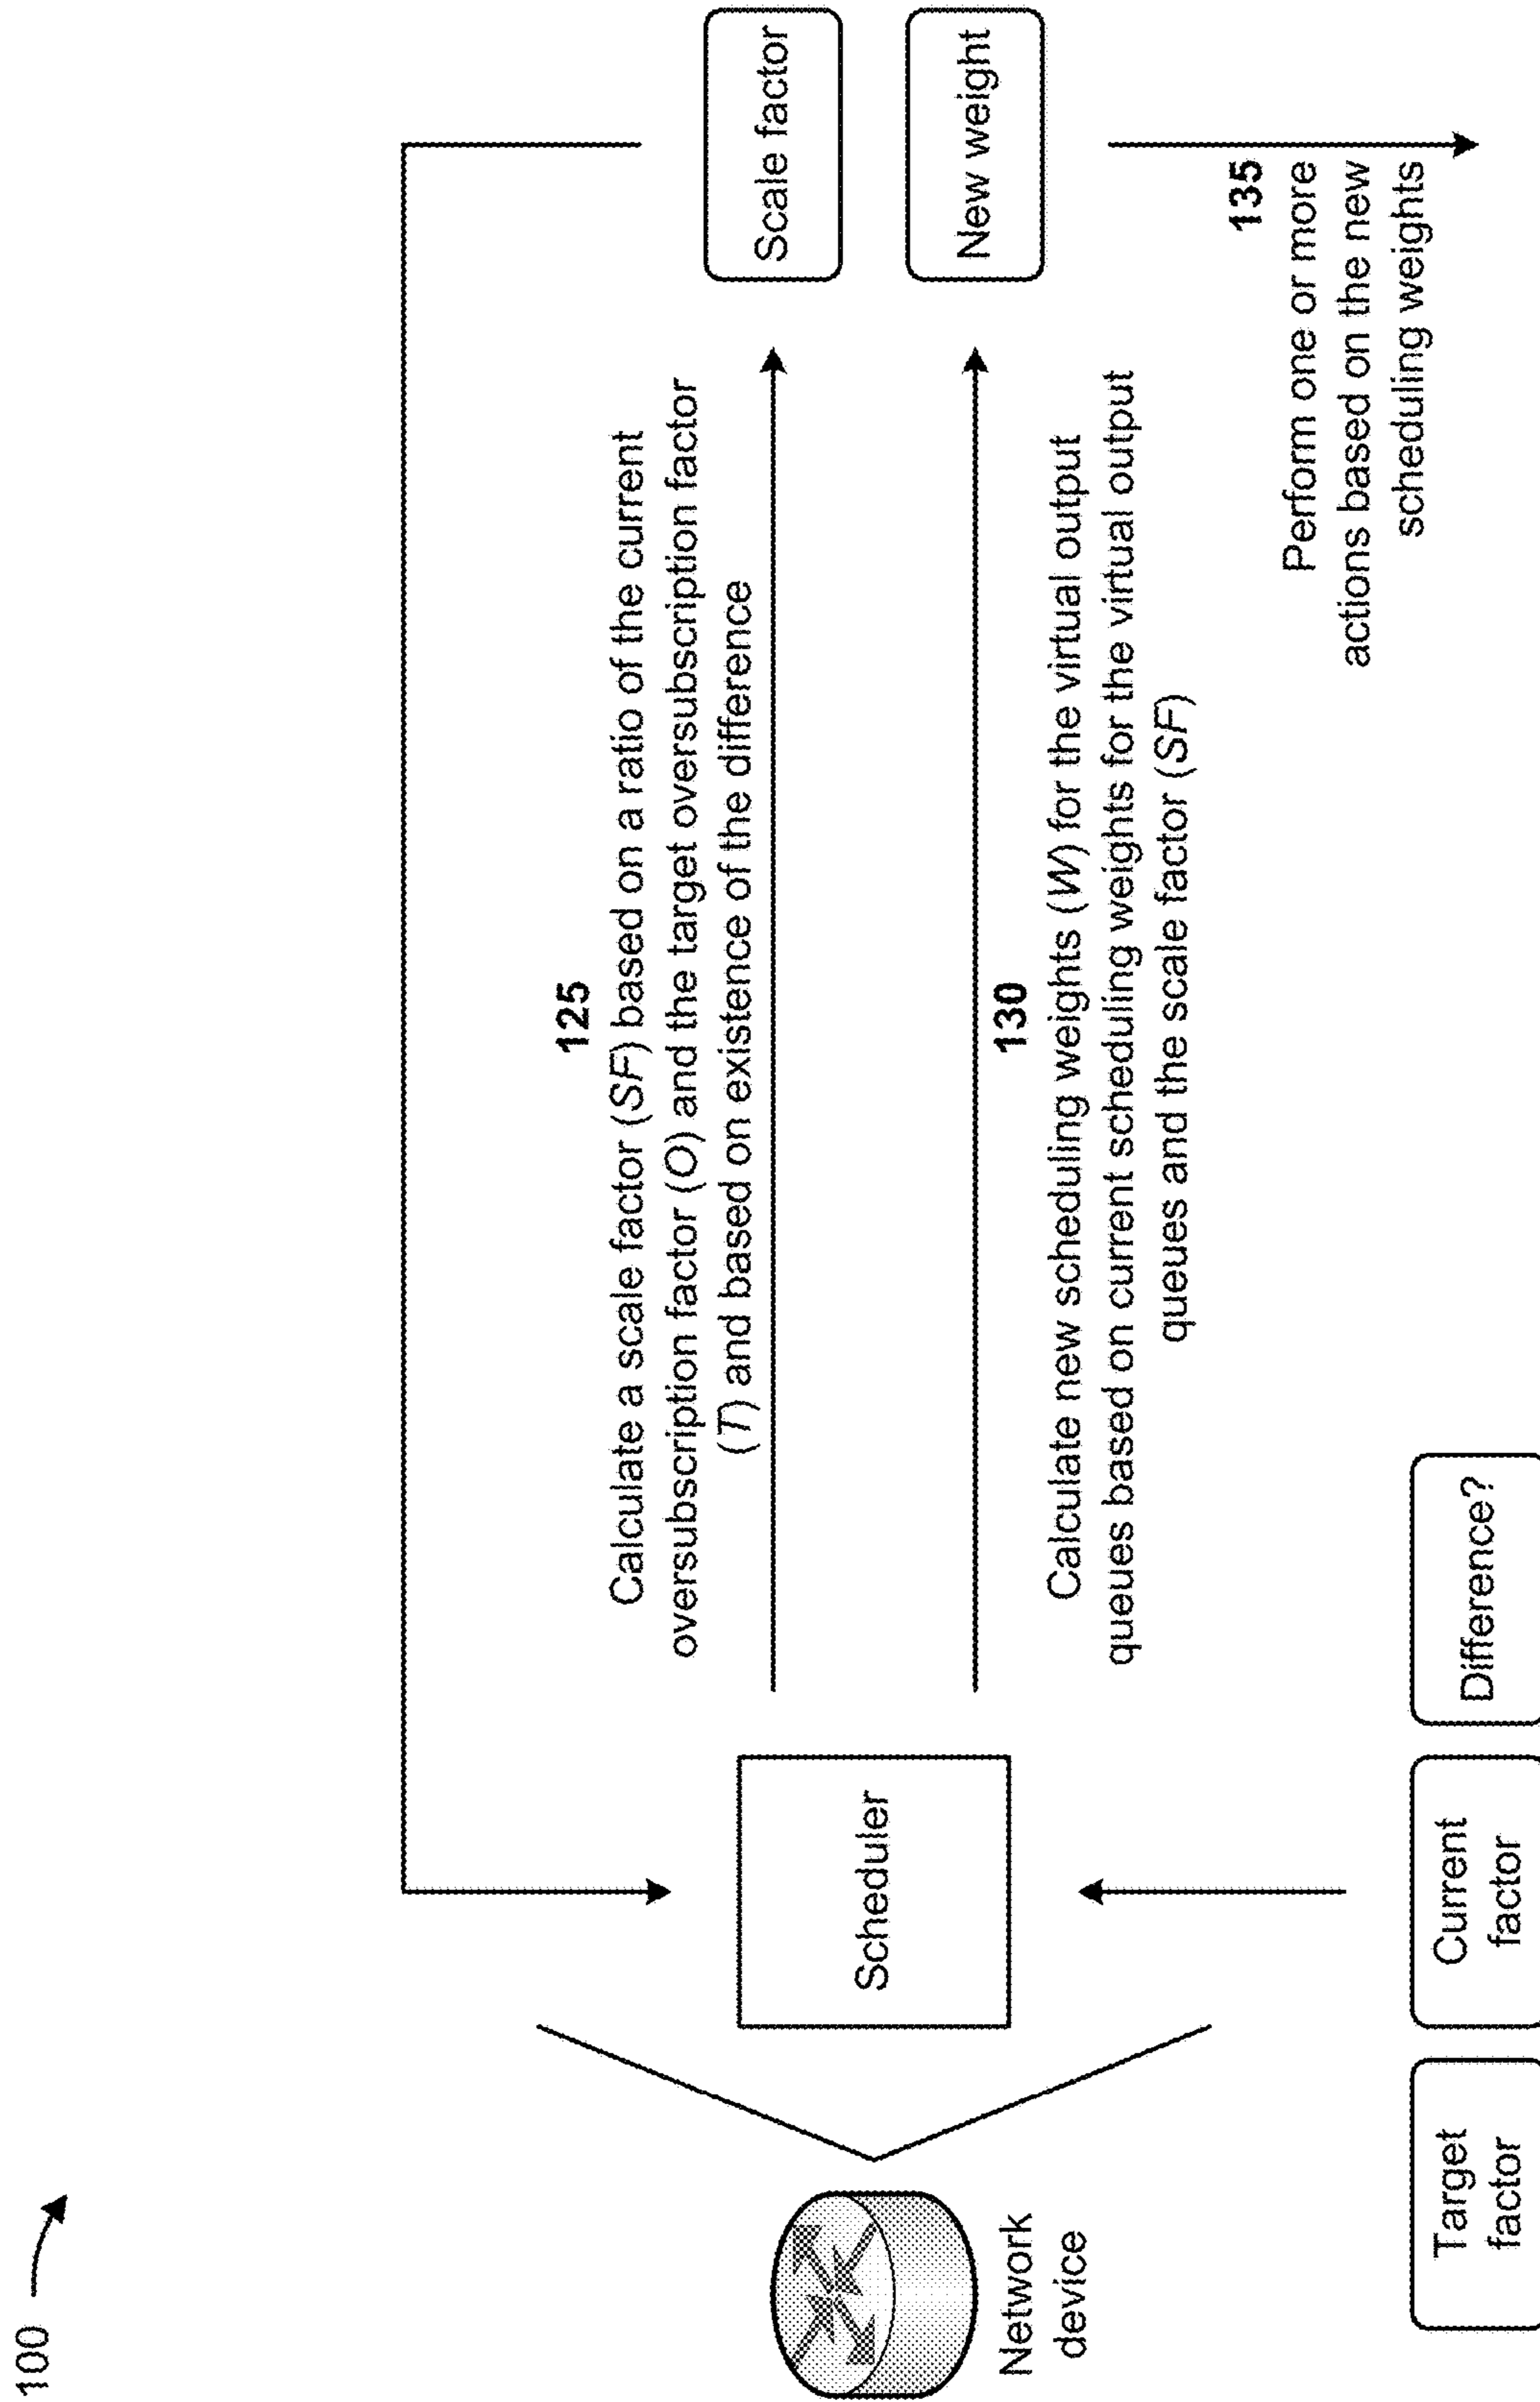 100
125
Calculate a scale factor (SF) based on a ratio of the current
oversubscription factor (O) and the target oversubscription factor
(T) and based on existence of the difference
Scale factor
Network
device
Scheduler
New weight
130
Calculate new scheduling weights (W) for the virtual output
queues based on current scheduling weights for the virtual output
queues and the scale factor (SF)
135
Perform one or more
actions based on the new
scheduling weights
Target
factor
Current
factor
Difference?